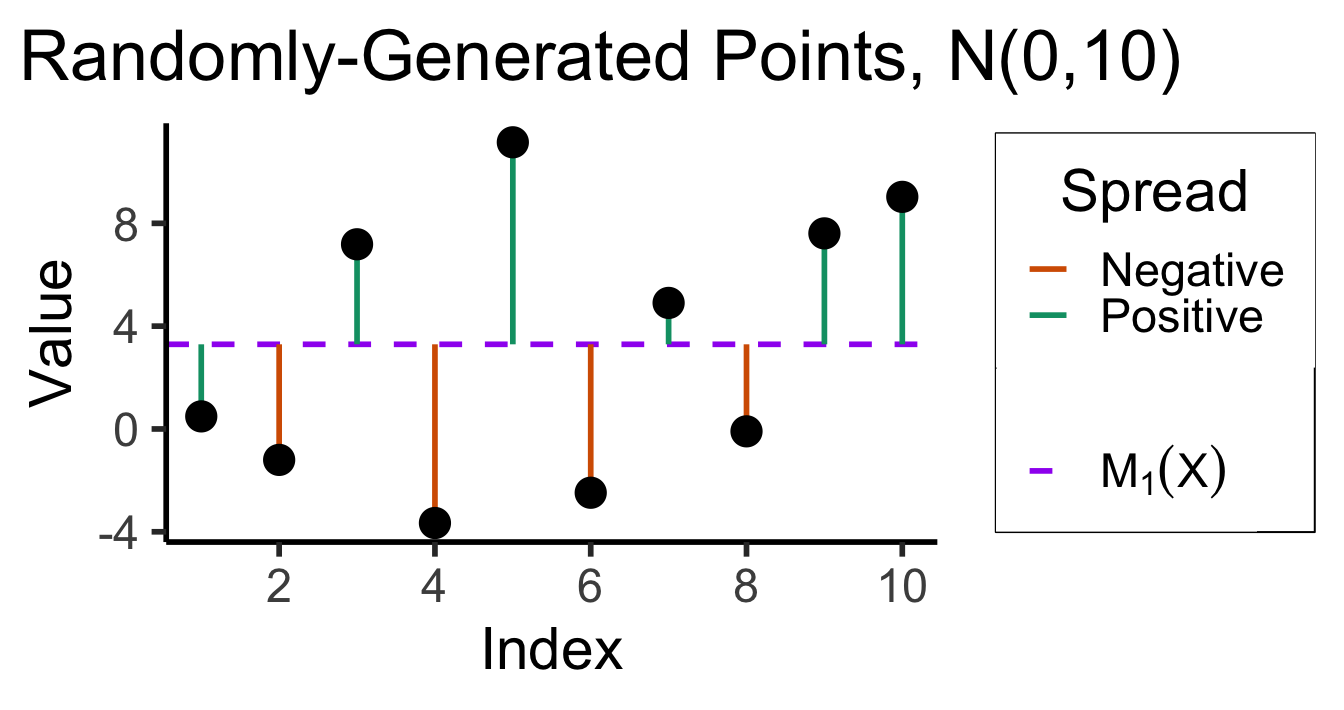 Randomly-Generated Points, N(0,10)
Value
8
4
0
-4
2 4 6 8 10
Index
Spread
Negative
Positive
M₁(X)